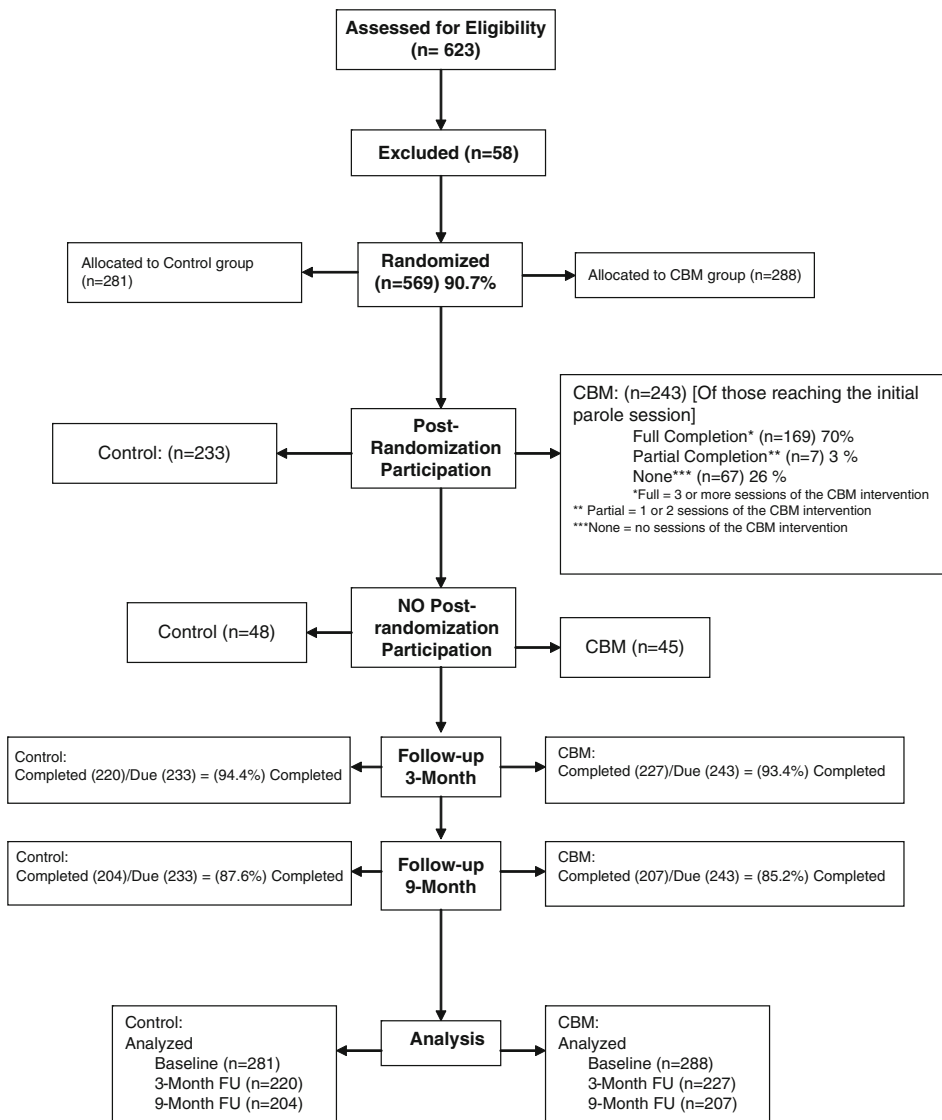 Assessed for Eligibility
(n= 623)
Excluded (n=58)
Allocated to Control group
(n=281)
Randomized
(n=569) 90.7%
Allocated to CBM group (n=288)
Control: (n=233)
Post-
Randomization
Participation
CBM: (n=243) [Of those reaching the initial
parole session]
Full Completion* (n=169) 70%
Partial Completion** (n=7) 3 %
None*** (n=67) 26 %
*Full = 3 or more sessions of the CBM intervention
** Partial = 1 or 2 sessions of the CBM intervention
***None = no sessions of the CBM intervention
Control (n=48)
NO Post-
randomization
Participation
CBM (n=45)
Control:
Completed (220)/Due (233) = (94.4%) Completed
Follow-up
3-Month
CBM:
Completed (227)/Due (243) = (93.4%) Completed
Control:
Completed (204)/Due (233) = (87.6%) Completed
Follow-up
9-Month
CBM:
Completed (207)/Due (243) = (85.2%) Completed
Control:
Analyzed
Baseline (n=281)
3-Month FU (n=220)
9-Month FU (n=204)
Analysis
CBM:
Analyzed
Baseline (n=288)
3-Month FU (n=227)
9-Month FU (n=207)